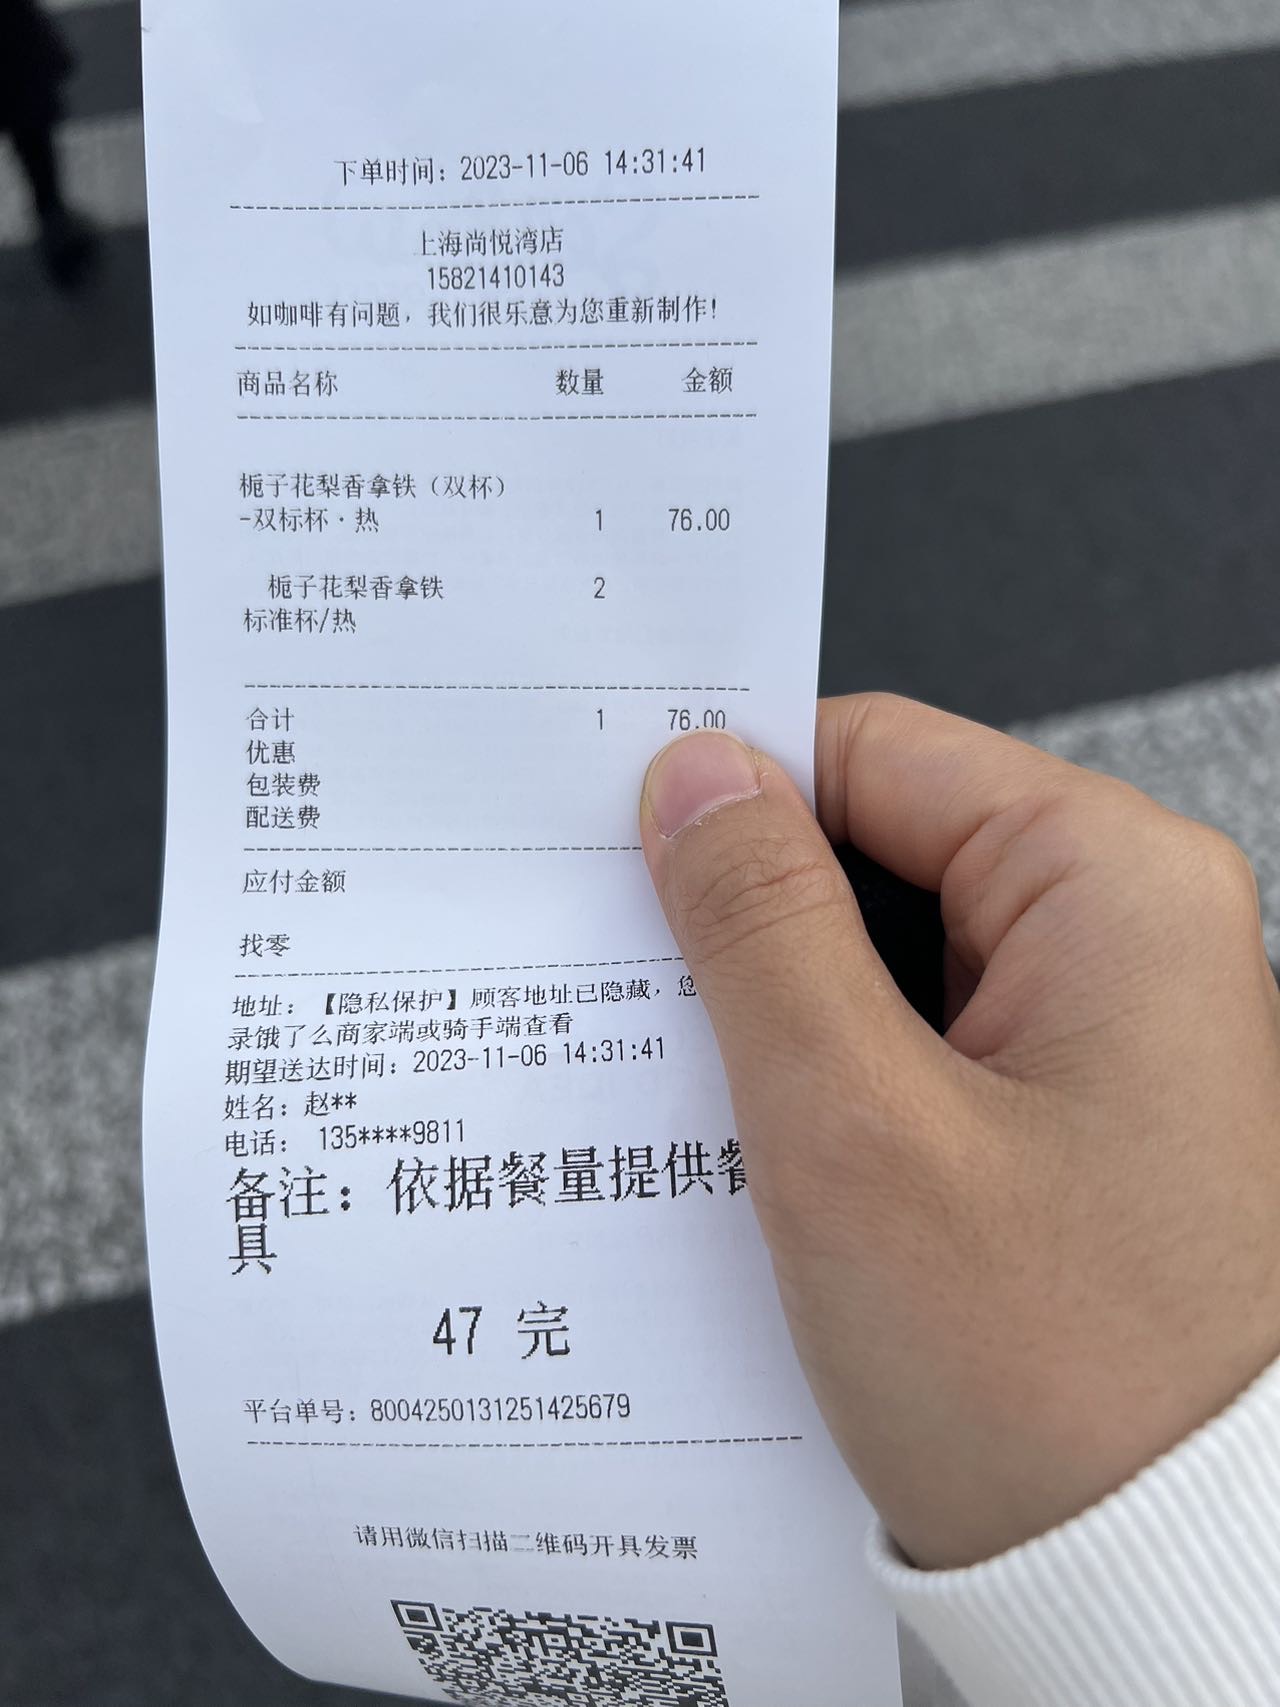 下单时间：2023-11-06 14:31:41
上海尚悦湾店
15821410143
如咖啡有问题，我们很乐意为您重新制作！
商品名称 数量 金额
栀子花梨香拿铁（双杯）
-双标杯·热 1 76.00
栀子花梨香拿铁 2
标准杯/热
合计 1 76.00
优惠
包装费
配送费
应付金额
找零
地址：【隐私保护】顾客地址已隐藏，您
录饿了么商家端或骑手端查看
期望送达时间：2023-11-06 14:31:41
姓名：赵**
电话： 135****9811
备注：依据餐量提供餐
具
47 完
平台单号：8004250131251425679
请用微信扫描二维码开具发票